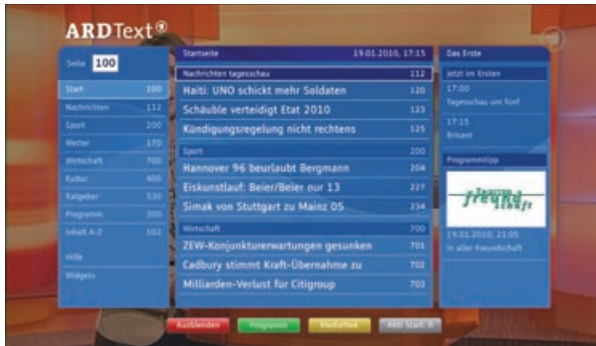 ARDText
Seite 100
Start 100
Nachrichten 112
Sport 200
Wetter 170
Wirtschaft 700
Kultur 400
Ratgeber 530
Programm 300
Inhalt A-Z 102
Hilfe
Widgets
Startseite 19.01.2010, 17:15
Nachrichten tagesschau 112
Haiti: UNO schickt mehr Soldaten 120
Schäuble verteidigt Etat 2010 123
Kündigungsregelung nicht rechtens 125
Sport 200
Hannover 96 beurlaubt Bergmann 204
Eiskunstlauf: Beier/Beier nur 13 227
Simak von Stuttgart zu Mainz 05 234
Wirtschaft 700
ZEW-Konjunkturerwartungen gesunken 701
Cadbury stimmt Kraft-Übernahme zu 702
Milliarden-Verlust für Citigroup 703
Das Erste
Jetzt im Ersten
17:00
Tagesschau um fünf
17:15
Brisant
Programmtipp
freundschaft
19.01.2010, 21:05
In aller Freundschaft
Ausblenden Programm Mediathek ARD Start: 0